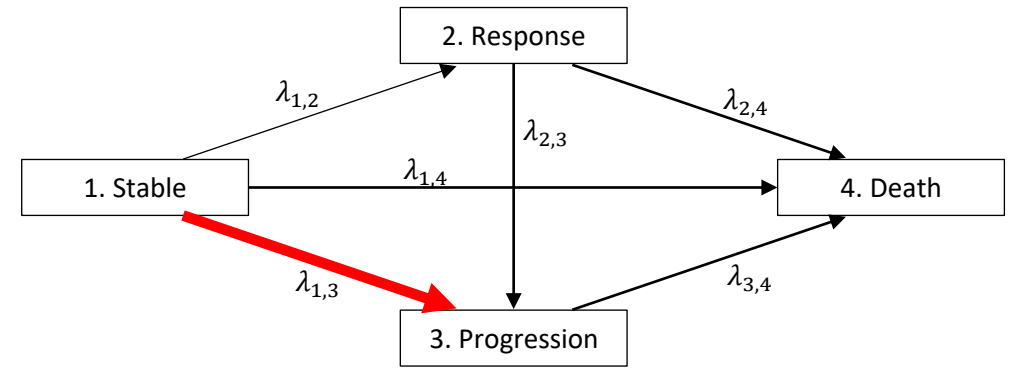 2. Response
λ1,2
λ2,4
λ2,3
λ1,4
1. Stable
4. Death
λ1,3
λ3,4
3. Progression